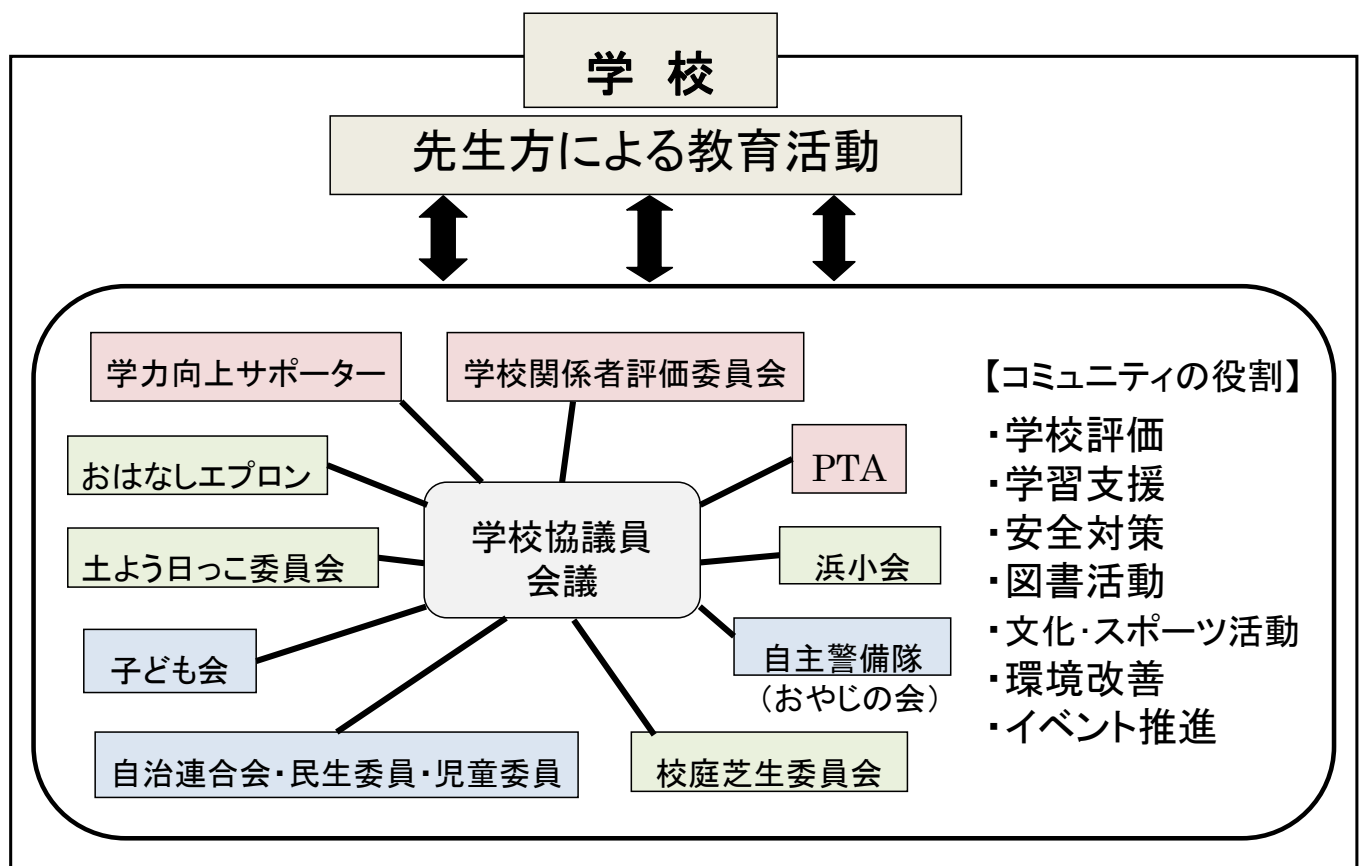 学 校
先生方による教育活動
学力向上サポーター
学校関係者評価委員会
おはなしエプロン
PTA
土よう日っこ委員会
学校協議員
会議
浜小会
子ども会
自主警備隊
（おやじの会）
自治連合会・民生委員・児童委員
校庭芝生委員会
【コミュニティの役割】
・学校評価
・学習支援
・安全対策
・図書活動
・文化・スポーツ活動
・環境改善
・イベント推進